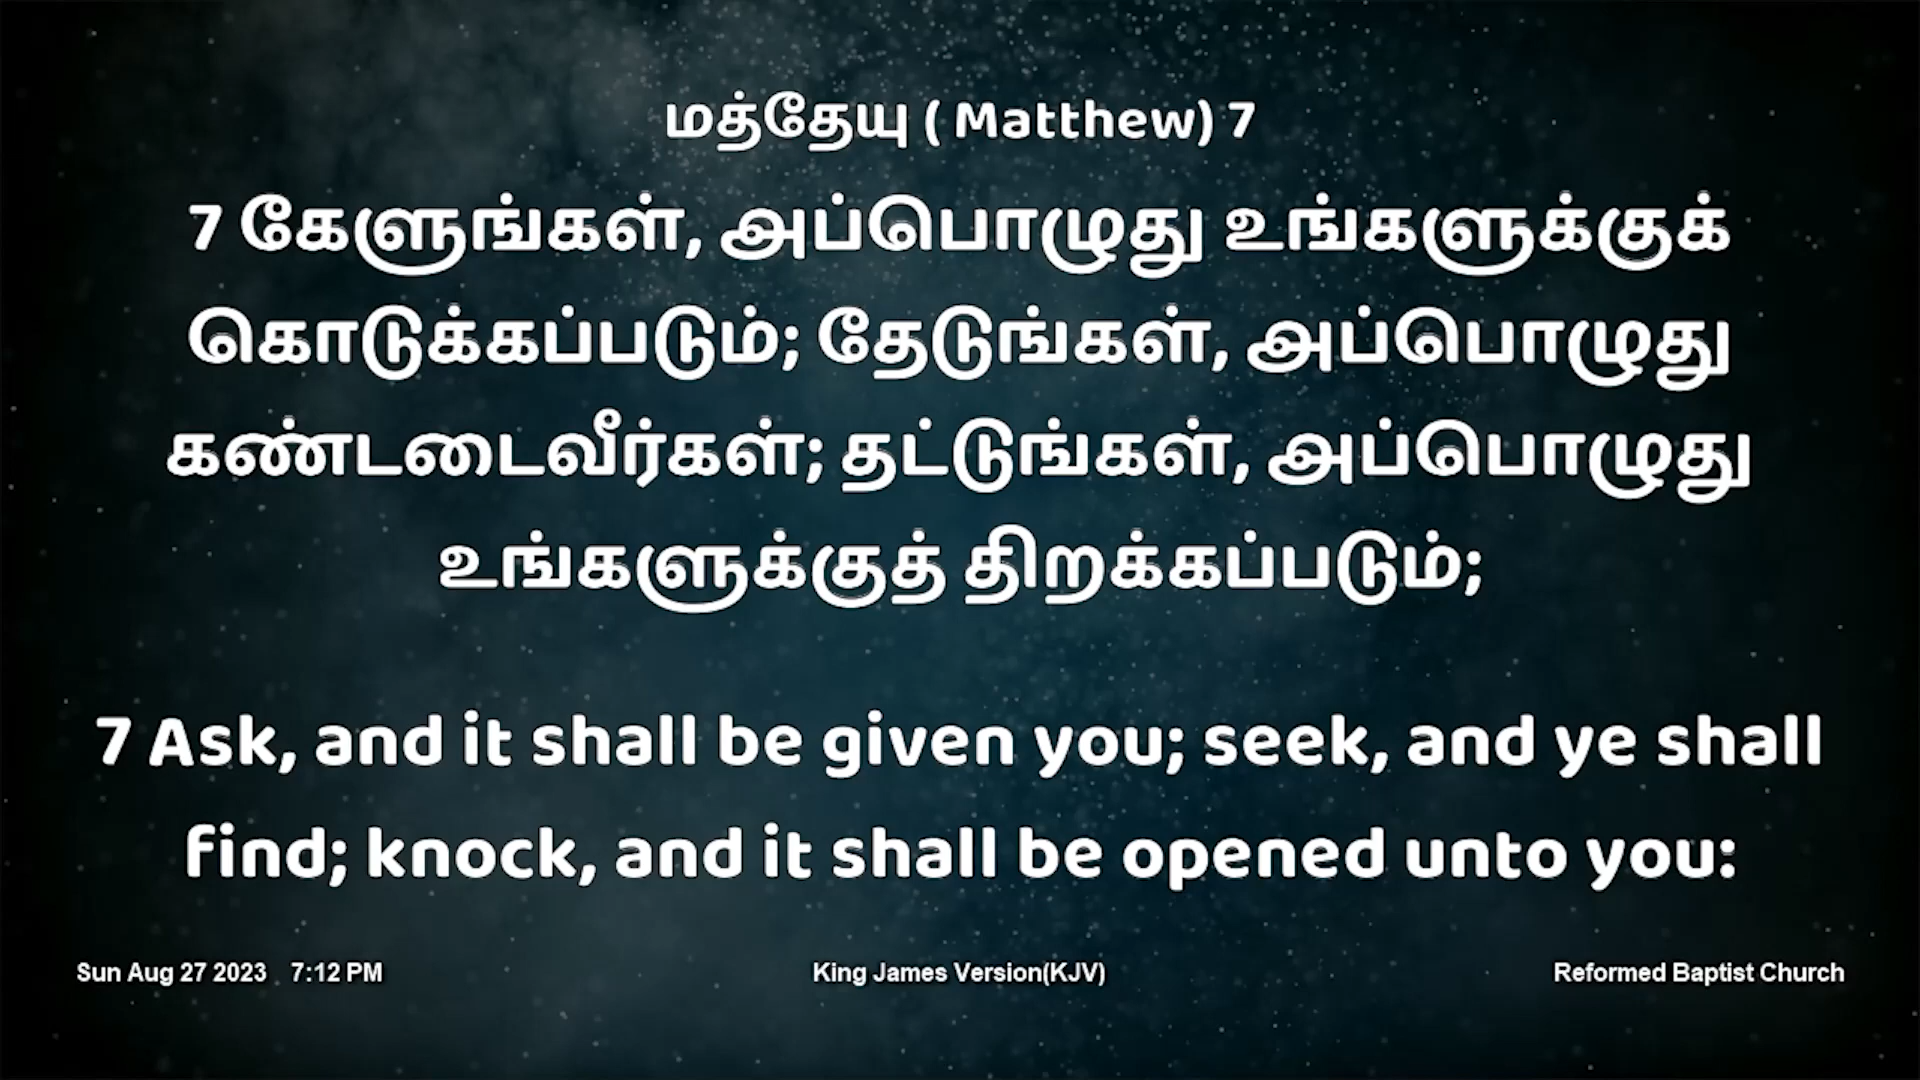 மத்தேயு ( Matthew) 7
7 கேளுங்கள், அப்பொழுது உங்களுக்குக்
கொடுக்கப்படும்; தேடுங்கள், அப்பொழுது
கண்டடைவீர்கள்; தட்டுங்கள், அப்பொழுது
உங்களுக்குத் திறக்கப்படும்;
7 Ask, and it shall be given you; seek, and ye shall
find; knock, and it shall be opened unto you:
Sun Aug 27 2023 7:12 PM King James Version(KJV) Reformed Baptist Church